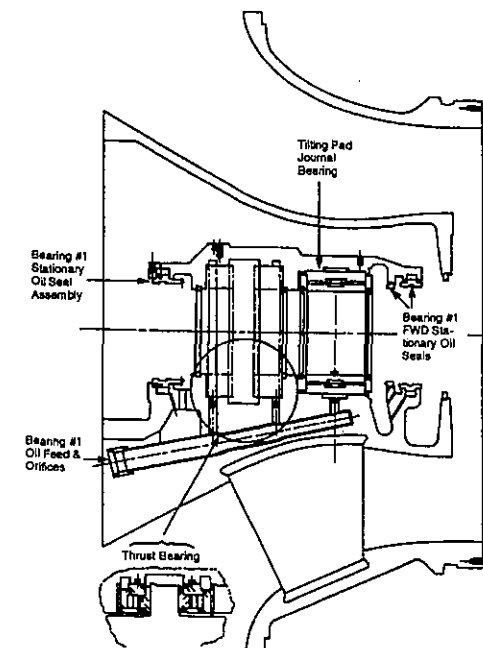 Tilting Pad
Journal
Bearing
Bearing #1
Stationary
Oil Seal
Assembly
Bearing #1
FWD Sta-
tionary Oil
Seals
Bearing #1
Oil Feed &
Orifices
Thrust Bearing